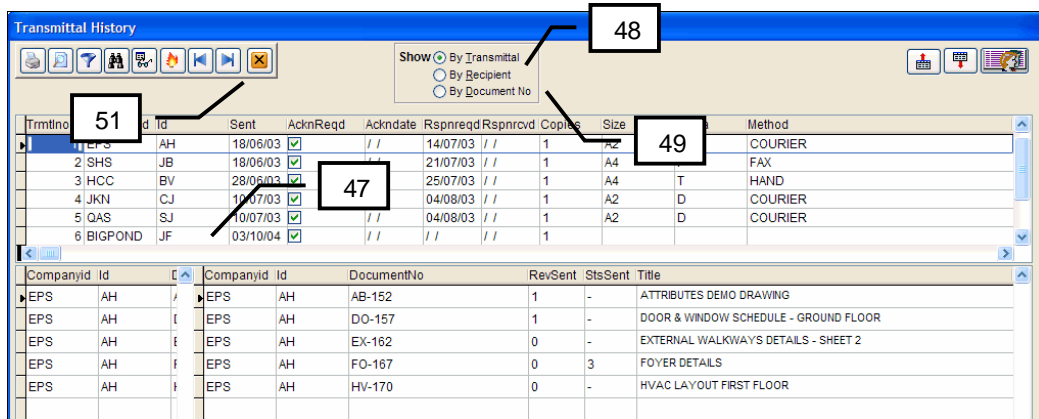 Transmittal History
48
Show By Transmittal
By Recipient
By Document No
51
49
47
Trmtlno d Id Sent AcknReqd Ackndate Rspnreqd Rspnrcvd Copies Size a Method
1 EPS AH 18/06/03 / / 14/07/03 / / 1 A2 COURIER
2 SHS JB 18/06/03 / / 21/07/03 / / 1 A4 FAX
3 HCC BV 28/06/03 25/07/03 / / 1 A4 T HAND
4 JKN CJ 10/07/03 04/08/03 / / 1 A2 D COURIER
5 QAS SJ 10/07/03 / / 04/08/03 / / 1 A2 D COURIER
6 BIGPOND JF 03/10/04 / / / / / / 1
Companyid Id D Companyid Id DocumentNo RevSent StsSent Title
EPS AH EPS AH AB-152 1 - ATTRIBUTES DEMO DRAWING
EPS AH EPS AH DO-157 1 - DOOR & WINDOW SCHEDULE - GROUND FLOOR
EPS AH EPS AH EX-162 0 - EXTERNAL WALKWAYS DETAILS - SHEET 2
EPS AH EPS AH FO-167 0 3 FOYER DETAILS
EPS AH EPS AH HV-170 0 - HVAC LAYOUT FIRST FLOOR